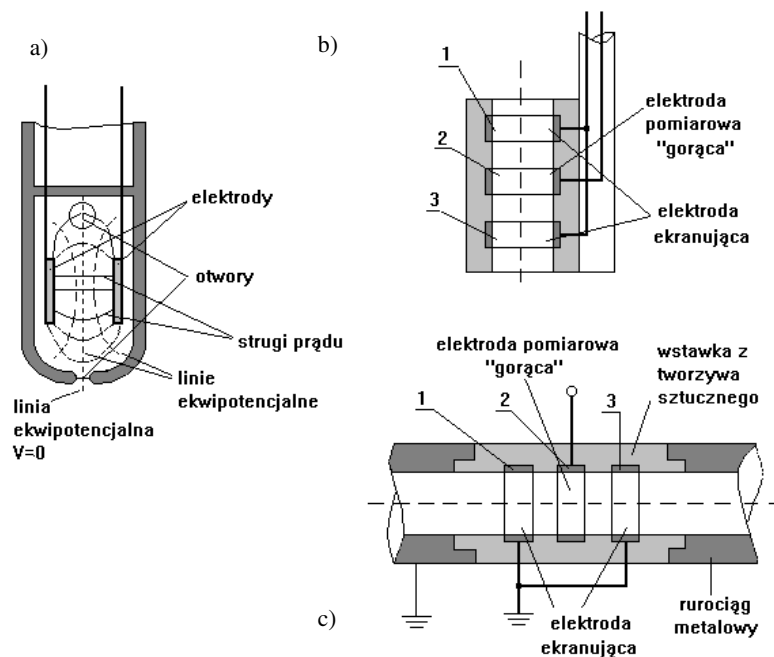 a)
elektrody
otwory
strugi prądu
linie
ekwipotencjalne
linia
ekwipotencjalna
V=0
b)
1
2
3
elektroda
pomiarowa
"gorąca"
elektroda
ekranująca
elektroda pomiarowa
"gorąca"
wstawka z
tworzywa
sztucznego
1
2
3
c)
elektroda
ekranująca
rurociąg
metalowy